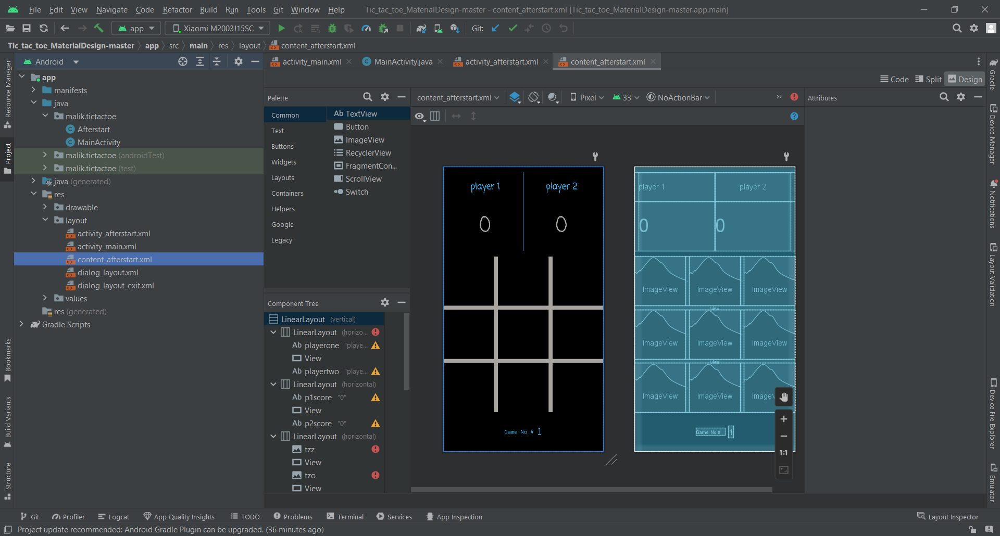 File Edit View Navigate Code Refactor Build Run Tools Git Window Help Tic_tac_toe_MaterialDesign-master - content_afterstart.xml [Tic_tac_toe_MaterialDesign-master.app.main]
app Xiaomi M2003J15SC Git:
Tic_tac_toe_MaterialDesign-master app src main res layout content_afterstart.xml
Android
activity_main.xml MainActivity.java activity_afterstart.xml content_afterstart.xml
Code Split Design
Resource Manager
Project
Bookmarks
Build Variants
Structure
app
manifests
java
malik.tictactoe
Afterstart
MainActivity
malik.tictactoe (androidTest)
malik.tictactoe (test)
java (generated)
res
drawable
layout
activity_afterstart.xml
activity_main.xml
content_afterstart.xml
dialog_layout.xml
dialog_layout_exit.xml
values
res (generated)
Gradle Scripts
Palette
Common
Text
Buttons
Widgets
Layouts
Containers
Helpers
Google
Legacy
Ab TextView
Button
ImageView
RecyclerView
FragmentCon...
ScrollView
Switch
Component Tree
LinearLayout (vertical)
LinearLayout (horizo...
Ab playerone "playe...
View
Ab playertwo "playe...
LinearLayout (horizontal)
Ab p1score "0"
View
Ab p2score "0"
LinearLayout (horizontal)
tzz
View
tzo
View
content_afterstart.xml Pixel 33 NoActionBar
player 1 player 2
0 0
Game No # 1
player 1 player 2
0 0
ImageView ImageView ImageView
View
ImageView ImageView ImageView
View
ImageView ImageView ImageV
Game No # 1
1:1
Attributes
Gradle
Device Manager
Notifications
Layout Validation
Device File Explorer
Emulator
Git Profiler Logcat App Quality Insights TODO Problems Terminal Services App Inspection Layout Inspector
Project update recommended: Android Gradle Plugin can be upgraded. (36 minutes ago)